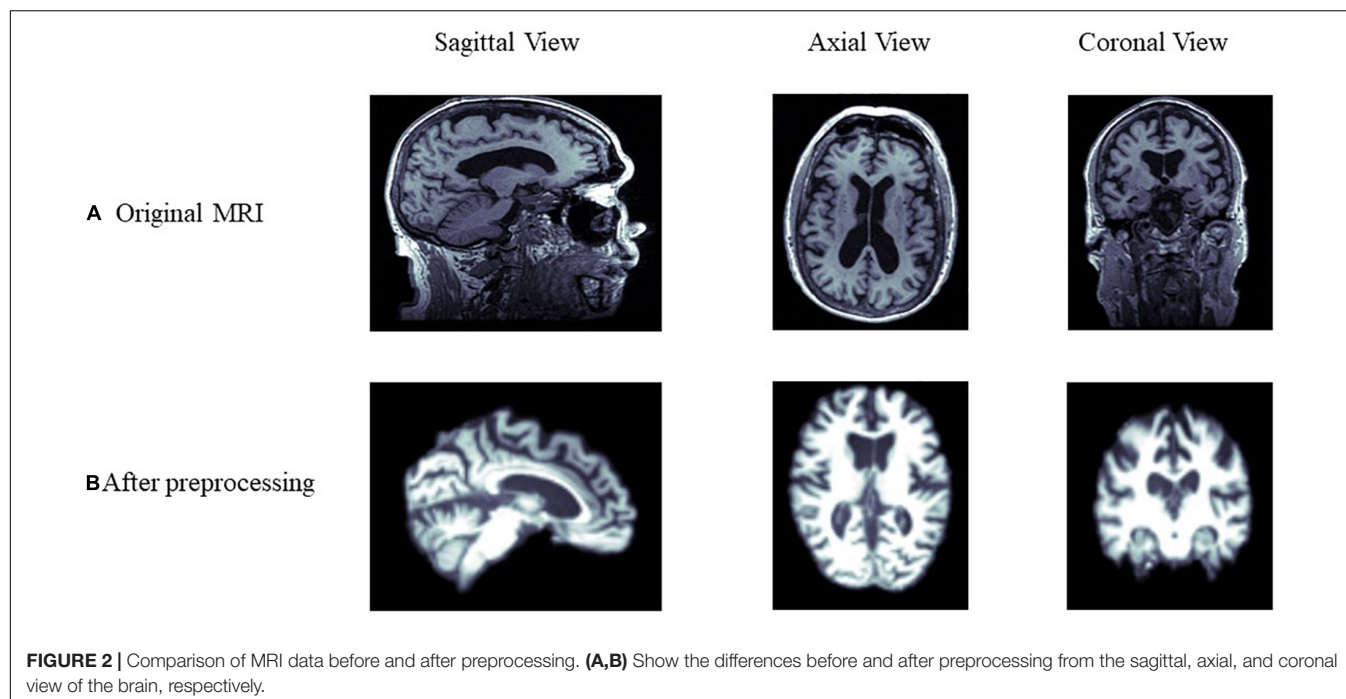 Sagittal View Axial View Coronal View
A Original MRI
B After preprocessing
FIGURE 2 | Comparison of MRI data before and after preprocessing. (A,B) Show the differences before and after preprocessing from the sagittal, axial, and coronal
view of the brain, respectively.